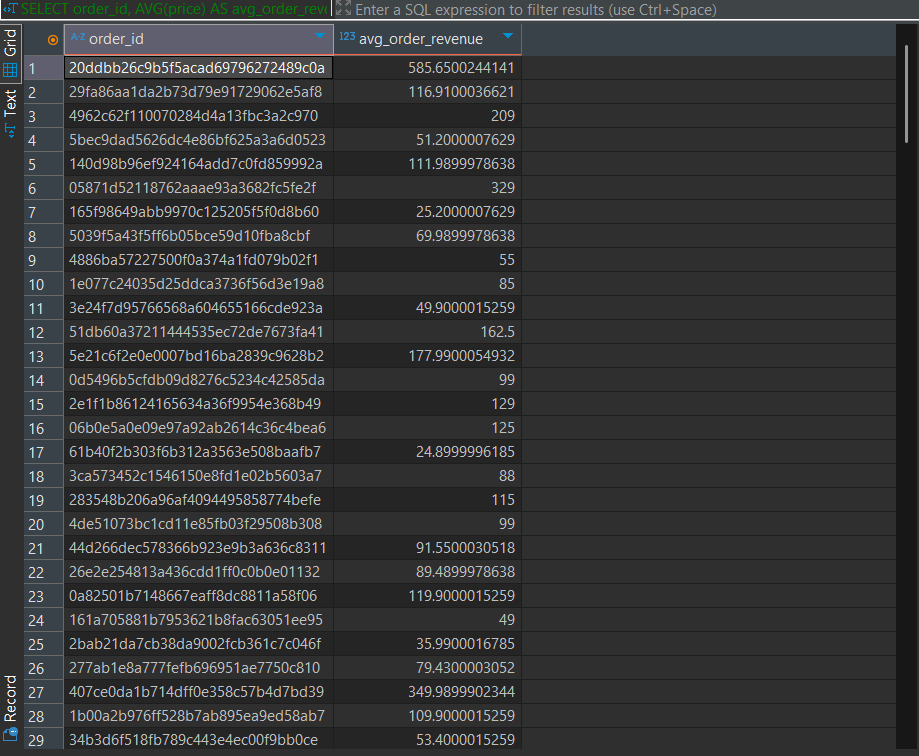 SELECT order_id, AVG(price) AS avg_order_reve
Enter a SQL expression to filter results (use Ctrl+Space)
Grid
Text
Record
A-Z order_id 123 avg_order_revenue
1 20ddbb26c9b5f5acad69796272489c0a 585.6500244141
2 29fa86aa1da2b73d79e91729062e5af8 116.9100036621
3 4962c62f110070284d4a13fbc3a2c970 209
4 5bec9dad5626dc4e86bf625a3a6d0523 51.2000007629
5 140d98b96ef924164add7c0fd859992a 111.9899978638
6 05871d52118762aaae93a3682fc5fe2f 329
7 165f98649abb9970c125205f5f0d8b60 25.2000007629
8 5039f5a43f5ff6b05bce59d10fba8cbf 69.9899978638
9 4886ba57227500f0a374a1fd079b02f1 55
10 1e077c24035d25ddca3736f56d3e19a8 85
11 3e24f7d95766568a604655166cde923a 49.9000015259
12 51db60a37211444535ec72de7673fa41 162.5
13 5e21c6f2e0e0007bd16ba2839c9628b2 177.9900054932
14 0d5496b5cfdb09d8276c5234c42585da 99
15 2e1f1b86124165634a36f9954e368b49 129
16 06b0e5a0e09e97a92ab2614c36c4bea6 125
17 61b40f2b303f6b312a3563e508baafb7 24.8999996185
18 3ca573452c1546150e8fd1e02b5603a7 88
19 283548b206a96af4094495858774befe 115
20 4de51073bc1cd11e85fb03f29508b308 99
21 44d266dec578366b923e9b3a636c8311 91.5500030518
22 26e2e254813a436cdd1ff0c0b0e01132 89.4899978638
23 0a82501b7148667eaff8dc8811a58f06 119.9000015259
24 161a705881b7953621b8fac63051ee95 49
25 2bab21da7cb38da9002fcb361c7c046f 35.9900016785
26 277ab1e8a777fefb696951ae7750c810 79.4300003052
27 407ce0da1b714dff0e358c57b4d7bd39 349.9899902344
28 1b00a2b976ff528b7ab895ea9ed58ab7 109.9000015259
29 34b3d6f518fb789c443e4ec00f9bb0ce 53.4000015259